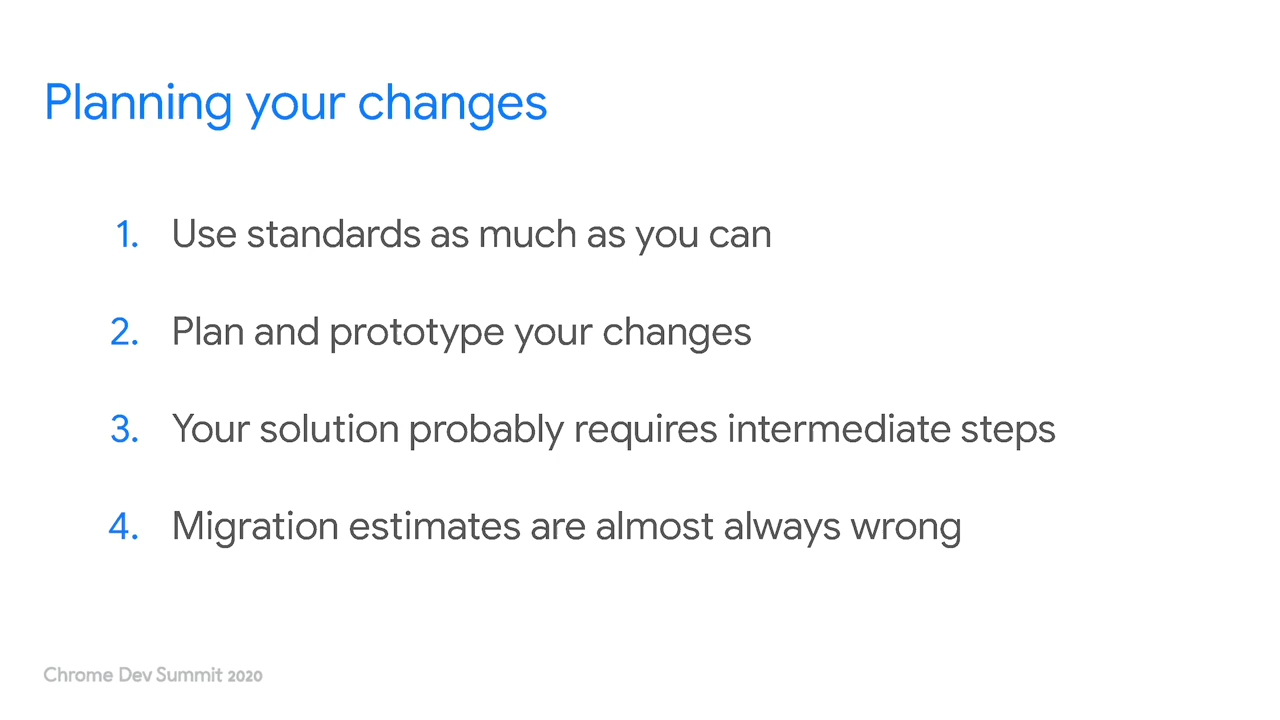 Planning your changes
1. Use standards as much as you can
2. Plan and prototype your changes
3. Your solution probably requires intermediate steps
4. Migration estimates are almost always wrong
Chrome Dev Summit 2020